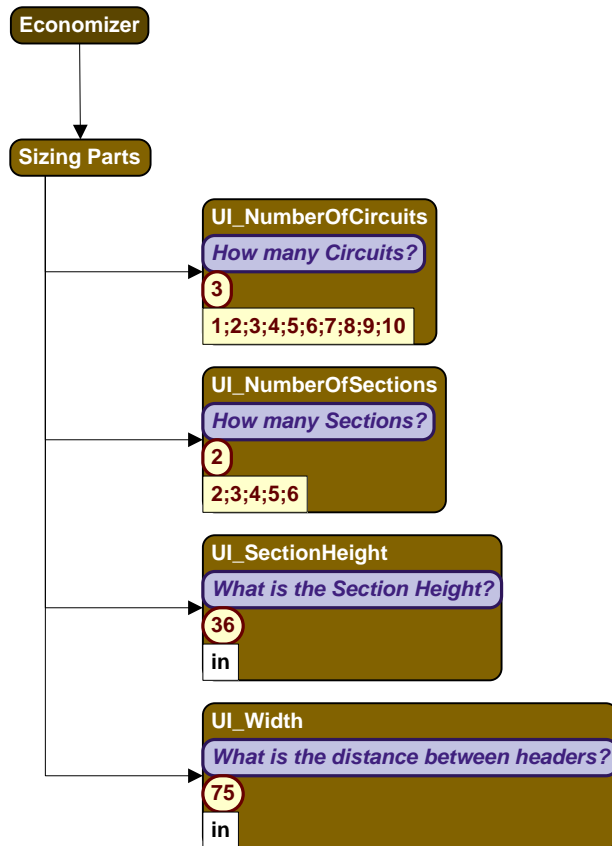 Economizer
Sizing Parts
UI_NumberOfCircuits
How many Circuits?
3
1;2;3;4;5;6;7;8;9;10
UI_NumberOfSections
How many Sections?
2
2;3;4;5;6
UI_SectionHeight
What is the Section Height?
36
in
UI_Width
What is the distance between headers?
75
in